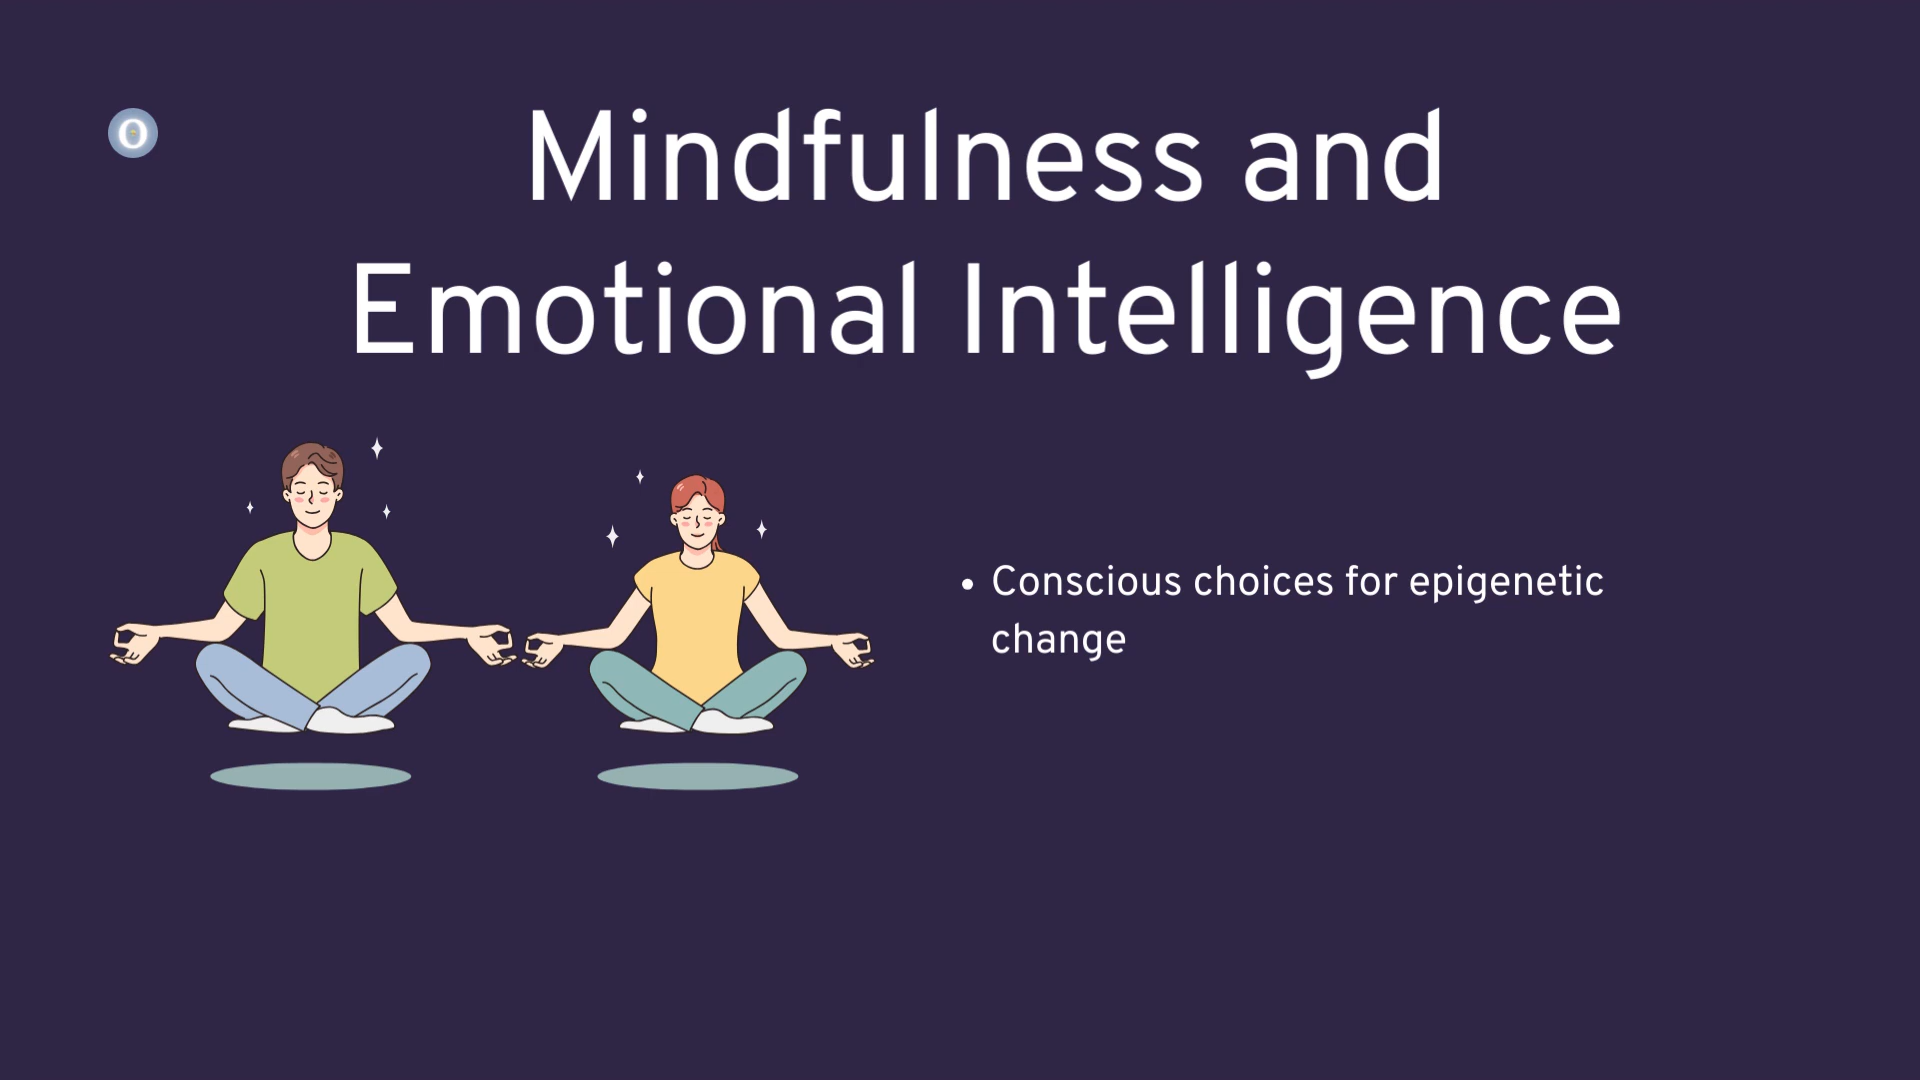 O
Mindfulness and
Emotional Intelligence
• Conscious choices for epigenetic
change